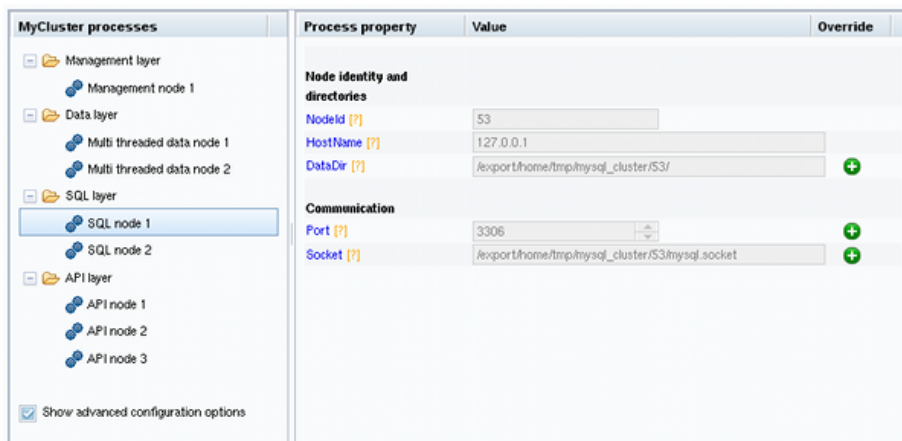 MyCluster processes
Management layer
Management node 1
Data layer
Multi threaded data node 1
Multi threaded data node 2
SQL layer
SQL node 1
SQL node 2
API layer
API node 1
API node 2
API node 3
Show advanced configuration options
Process property Value Override
Node identity and
directories
NodeId [?] 53
HostName [?] 127.0.0.1
DataDir [?] /export/home/tmp/mysql_cluster/53/
Communication
Port [?] 3306
Socket [?] /export/home/tmp/mysql_cluster/53/mysql.socket